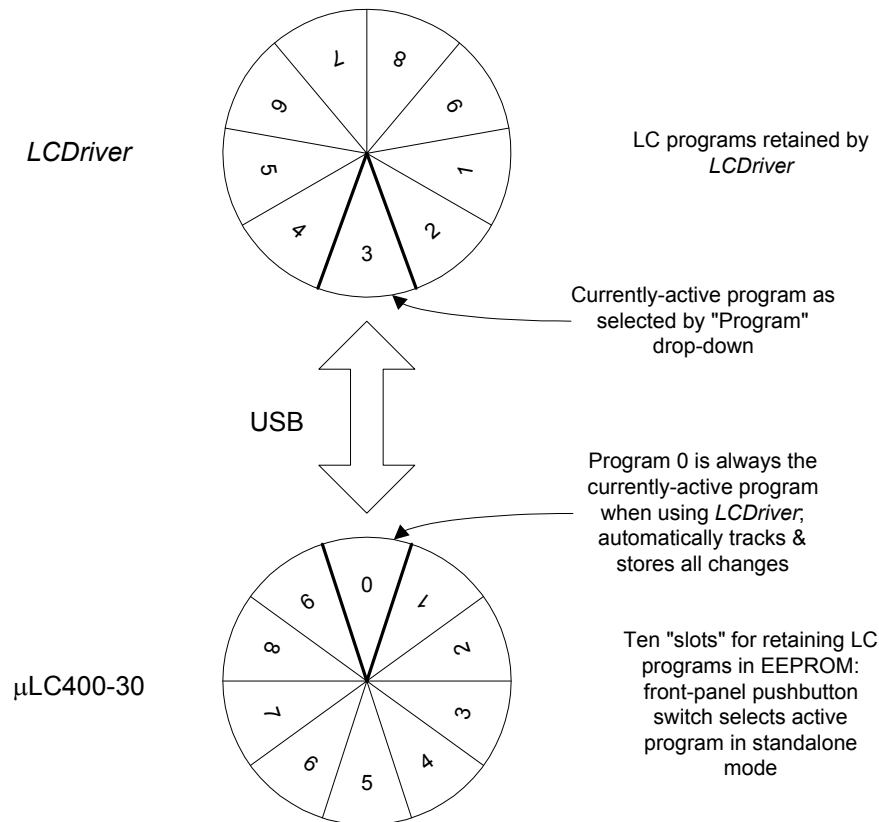 7
8
6
9
LCDriver
LC programs retained by
LCDriver
5
1
4
2
3
Currently-active program as
selected by "Program"
drop-down
USB
Program 0 is always the
currently-active program
when using LCDriver;
automatically tracks &
stores all changes
0
9
1
8
2
µLC400-30
Ten "slots" for retaining LC
programs in EEPROM:
front-panel pushbutton
switch selects active
program in standalone
mode
7
3
6
4
5